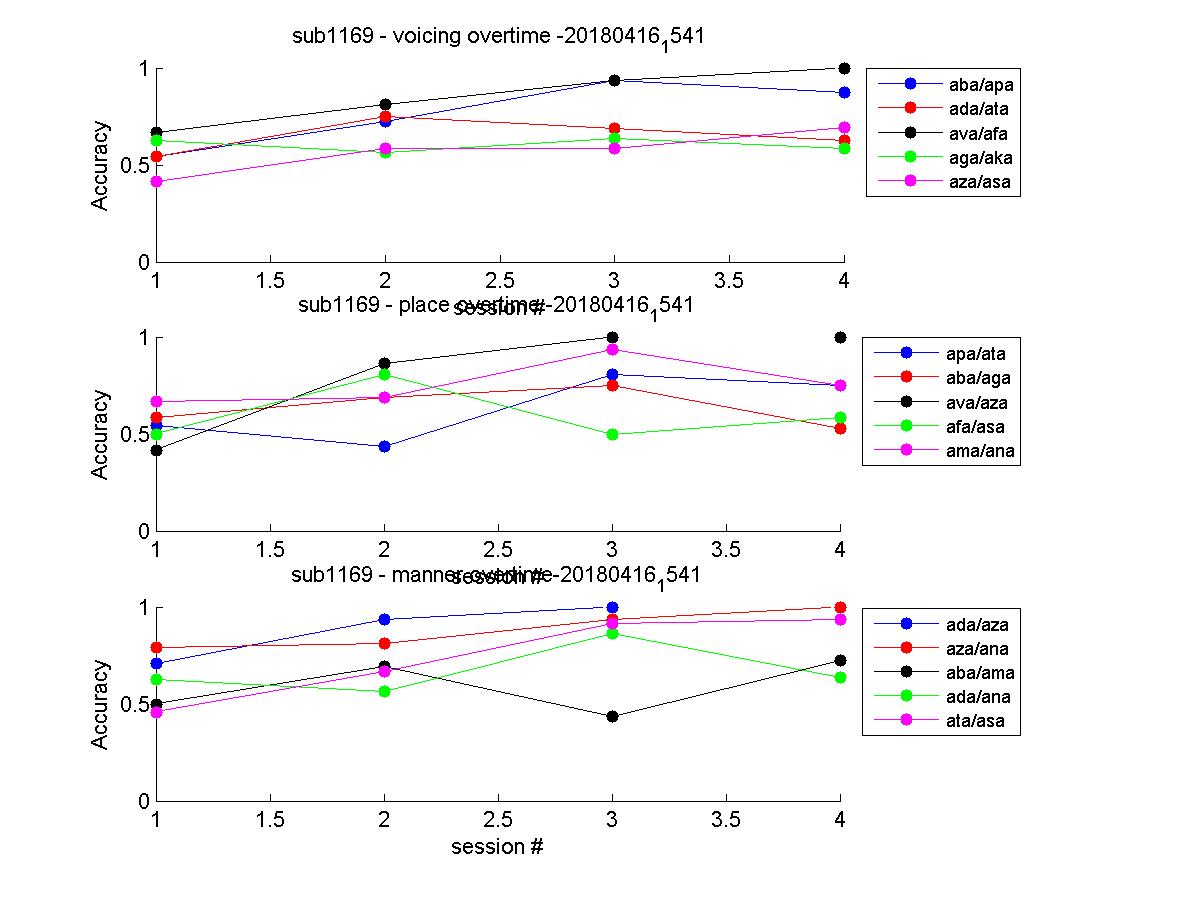 sub1169 - voicing overtime -20180416₁541
1
0.5
0
Accuracy
1 1.5 2 2.5 3 3.5 4
session #
aba/apa
ada/ata
ava/afa
aga/aka
aza/asa
sub1169 - place overtime -20180416₁541
1
0.5
0
Accuracy
1 1.5 2 2.5 3 3.5 4
session #
apa/ata
aba/aga
ava/aza
afa/asa
ama/ana
sub1169 - manner overtime -20180416₁541
1
0.5
0
Accuracy
1 1.5 2 2.5 3 3.5 4
session #
ada/aza
aza/ana
aba/ama
ada/ana
ata/asa